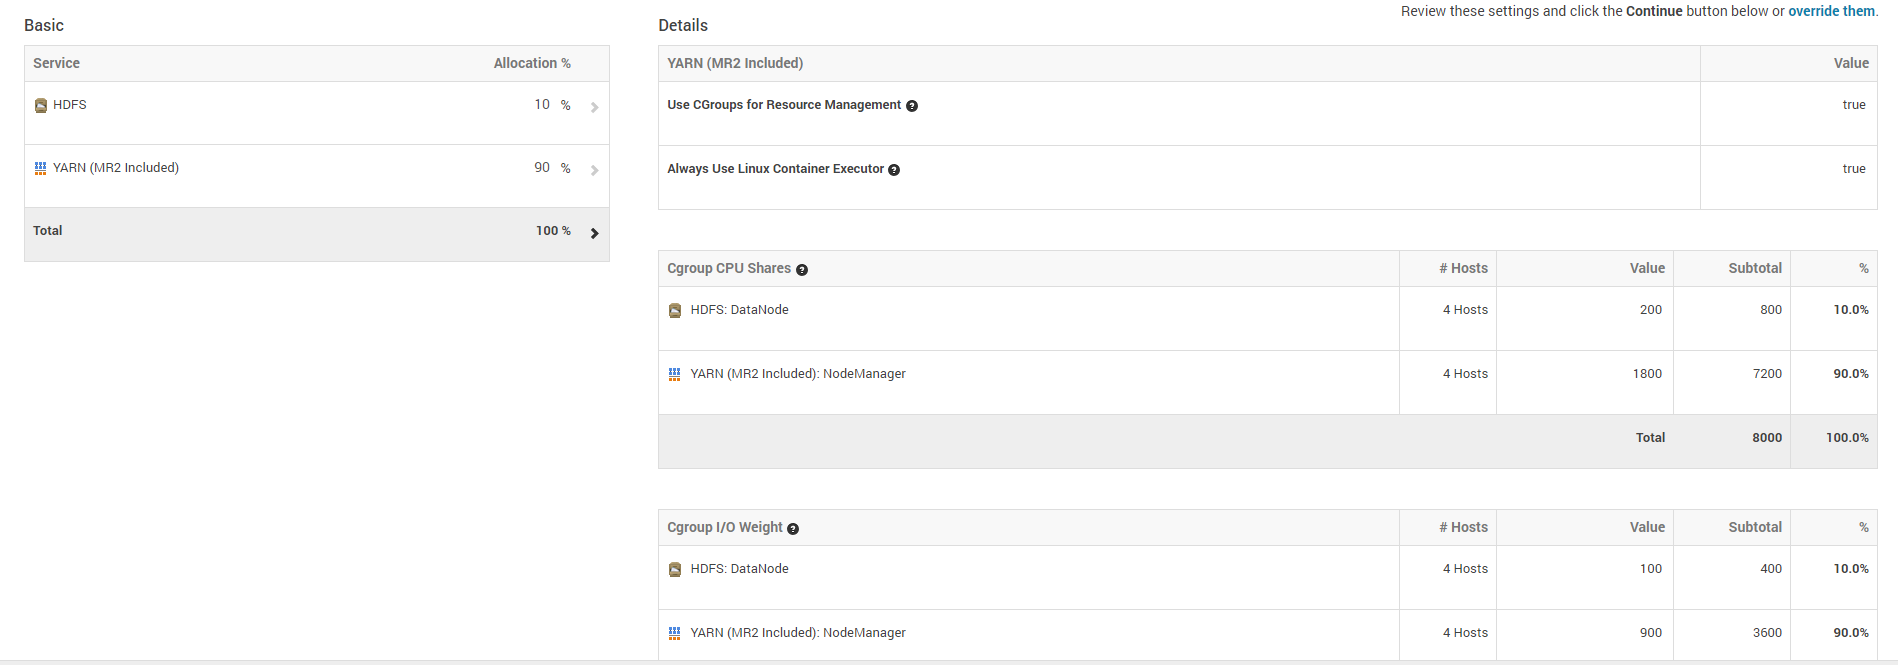 Review these settings and click the Continue button below or override them.
Basic
Service Allocation %
HDFS 10 %
YARN (MR2 Included) 90 %
Total 100 %
Details
YARN (MR2 Included) Value
Use CGroups for Resource Management ? true
Always Use Linux Container Executor ? true
Cgroup CPU Shares ? # Hosts Value Subtotal %
HDFS: DataNode 4 Hosts 200 800 10.0%
YARN (MR2 Included): NodeManager 4 Hosts 1800 7200 90.0%
Total 8000 100.0%
Cgroup I/O Weight ? # Hosts Value Subtotal %
HDFS: DataNode 4 Hosts 100 400 10.0%
YARN (MR2 Included): NodeManager 4 Hosts 900 3600 90.0%